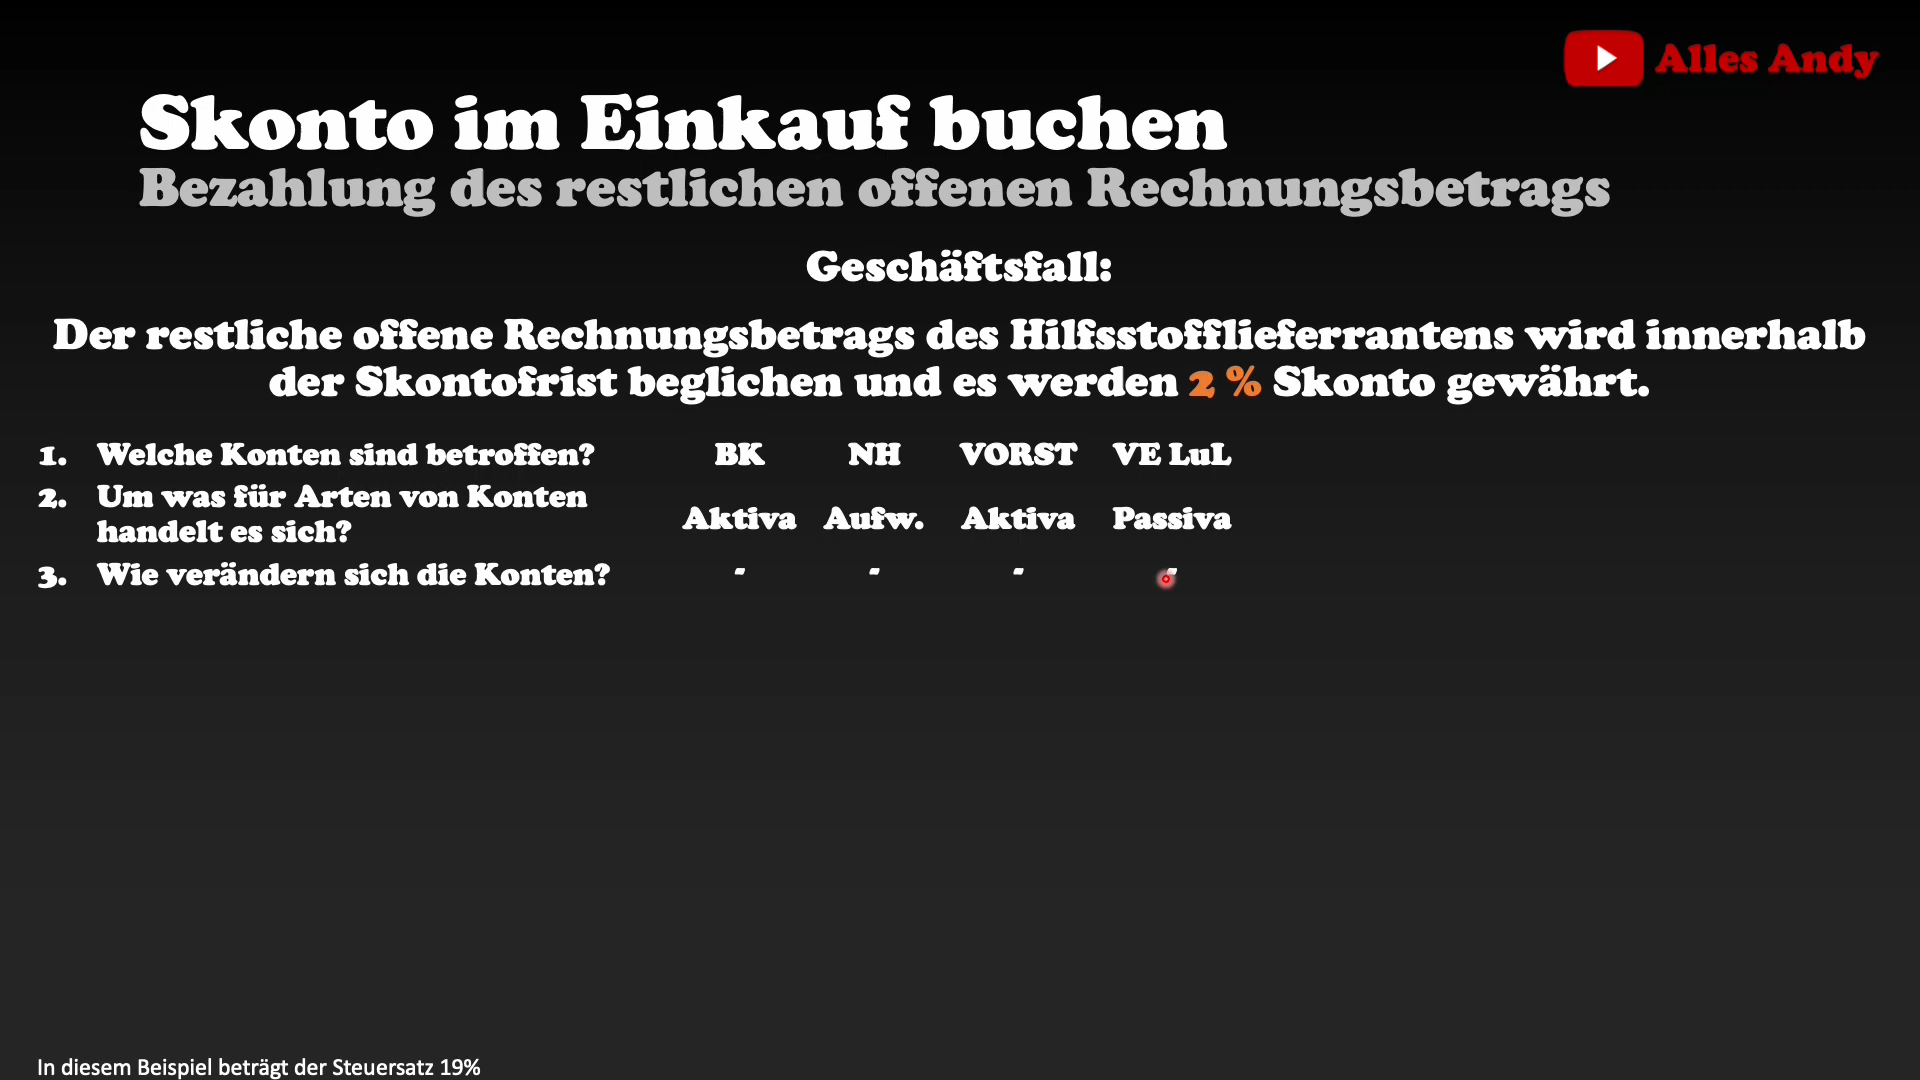 Alles Andy
Skonto im Einkauf buchen
Bezahlung des restlichen offenen Rechnungsbetrags
Geschäftsfall:
Der restliche offene Rechnungsbetrags des Hilfsstofflieferrantens wird innerhalb
der Skontofrist beglichen und es werden 2 % Skonto gewährt.
1. Welche Konten sind betroffen? BK NH VORST VE LuL
2. Um was für Arten von Konten
handelt es sich? Aktiva Aufw. Aktiva Passiva
3. Wie verändern sich die Konten? - - - -
In diesem Beispiel beträgt der Steuersatz 19%